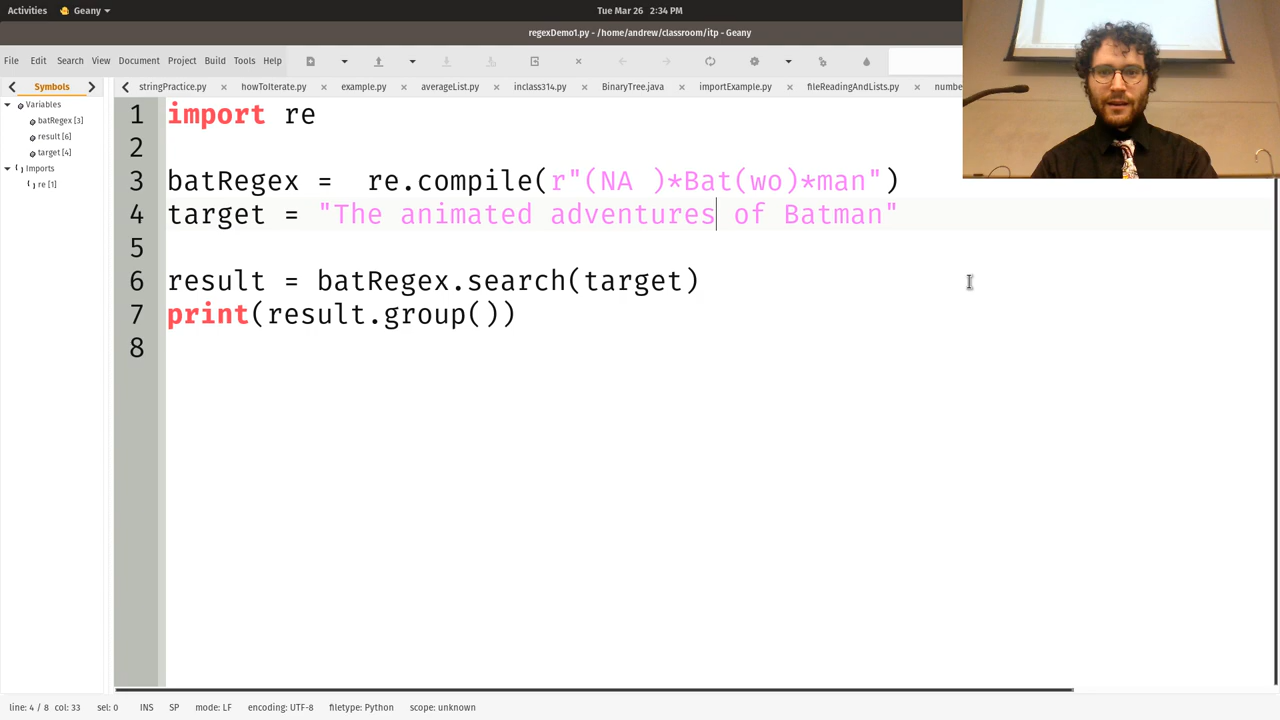 Activities Geany Tue Mar 26 2:34 PM
regexDemo1.py - /home/andrew/classroom/itp - Geany
File Edit Search View Document Project Build Tools Help
Symbols stringPractice.py howToIterate.py example.py averageList.py inclass314.py BinaryTree.java importExample.py fileReadingAndLists.py numbe
Variables
batRegex [3]
result [6]
target [4]
Imports
re [1]
1 import re
2
3 batRegex =  re.compile(r"(NA )*Bat(wo)*man")
4 target = "The animated adventures of Batman"
5
6 result = batRegex.search(target)
7 print(result.group())
8
line: 4 / 8 col: 33 sel: 0 INS SP mode: LF encoding: UTF-8 filetype: Python scope: unknown